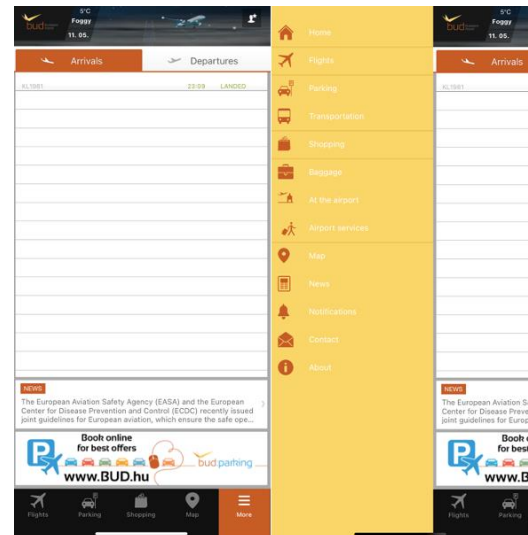 5°C
Foggy
11. 05.
bud
Arrivals
Departures
KL1981 23:09 LANDED
NEWS
The European Aviation Safety Agency (EASA) and the European
Center for Disease Prevention and Control (ECDC) recently issued
joint guidelines for European aviation, which ensure the safe ope...
Book online
for best offers
P
bud:parking
www.BUD.hu
Flights
Parking
Shopping
Map
More
Home
Flights
Parking
Transportation
Shopping
Baggage
At the airport
Airport services
Map
News
Notifications
Contact
About
5°C
Foggy
11. 05.
bud
Arrivals
KL1981
NEWS
The European Aviation Sa
Center for Disease Preve
joint guidelines for Europ
Book
for best
P
www.B
Flights
Parking